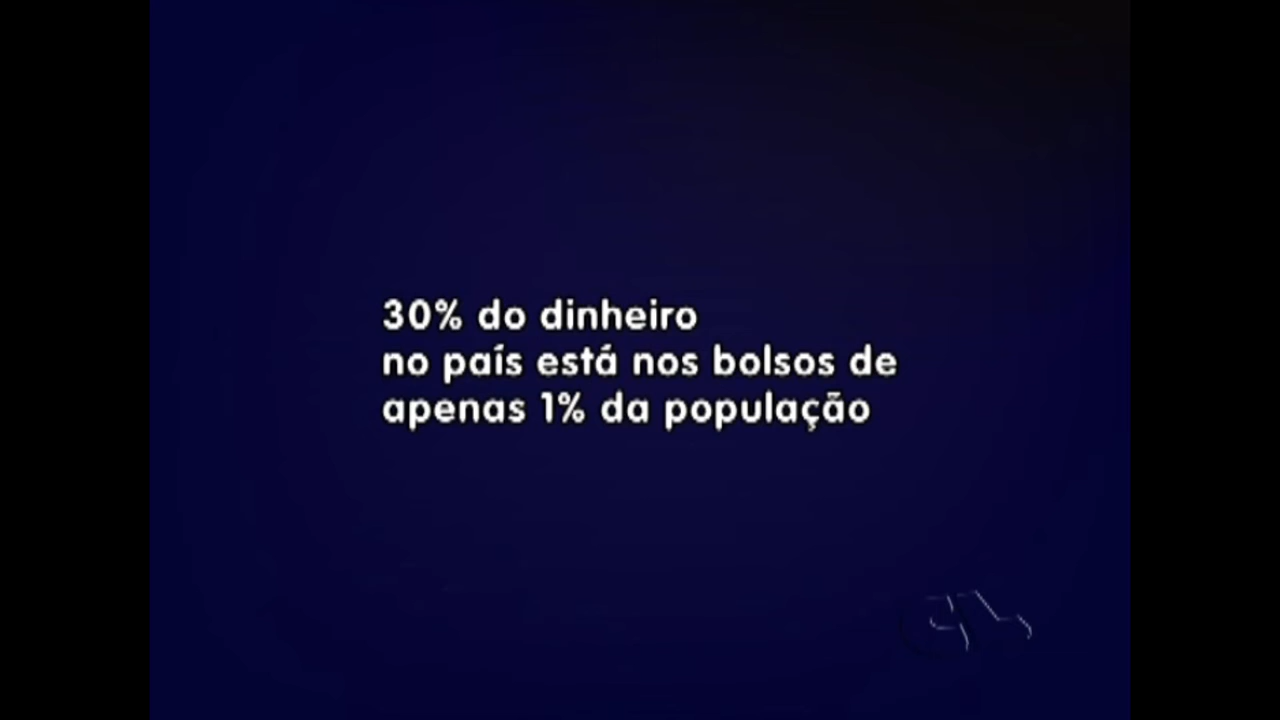 30% do dinheiro
no país está nos bolsos de
apenas 1% da população